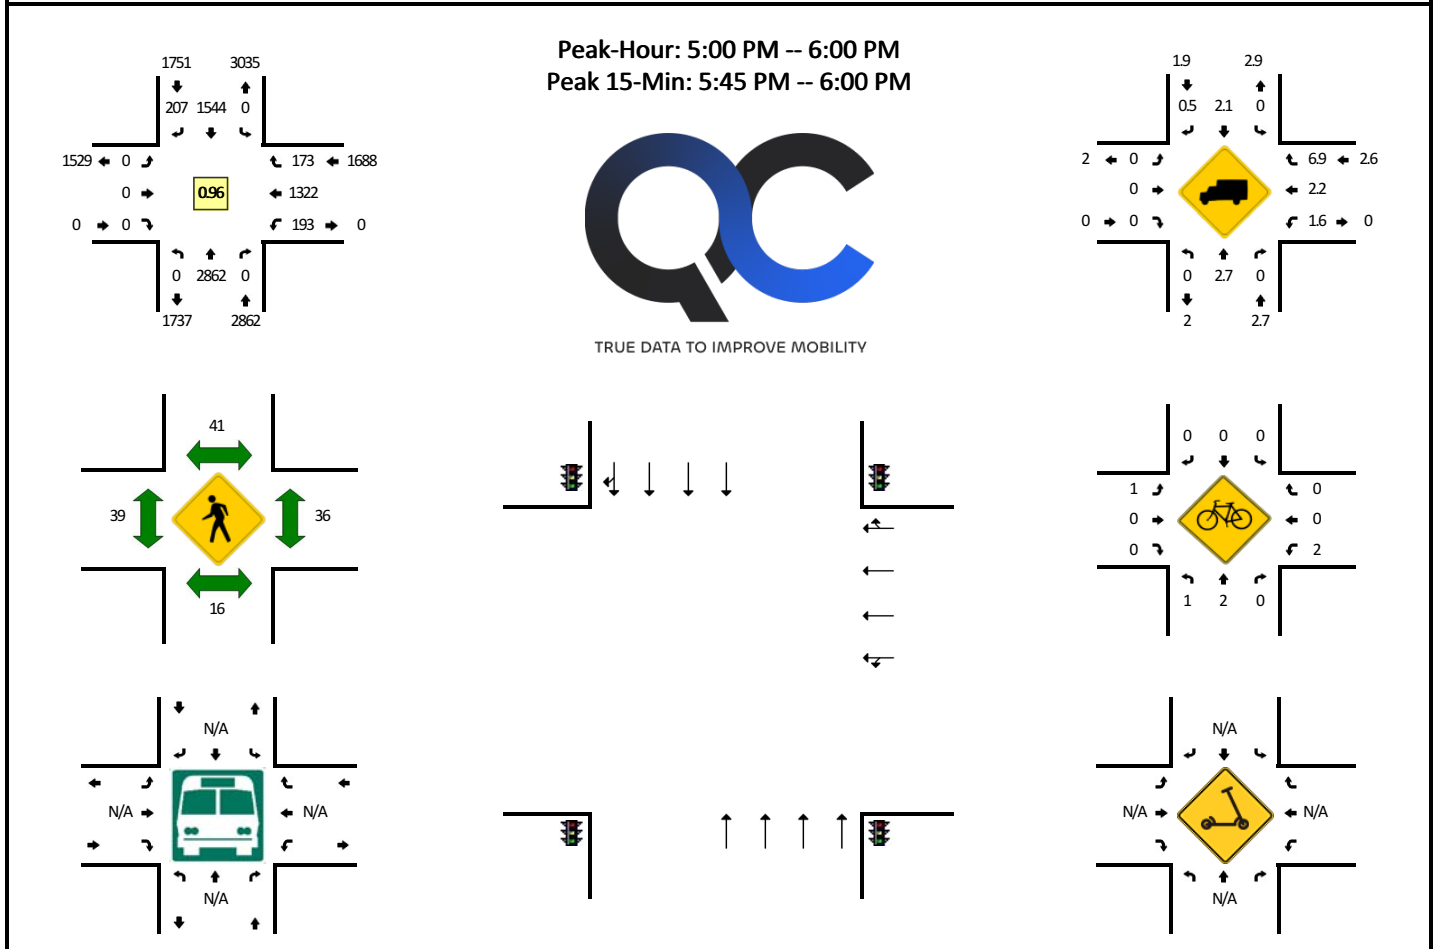 Peak-Hour: 5:00 PM -- 6:00 PM
Peak 15-Min: 5:45 PM -- 6:00 PM
1751 3035
207 1544 0
1529 0 173 1688
0 0.96 1322
0 0 193 0
0 2862 0
1737 2862
TRUE DATA TO IMPROVE MOBILITY
1.9 2.9
0.5 2.1 0
2 0 6.9 2.6
0 2.2
0 0 1.6 0
0 2.7 0
2 2.7
41
39 36
16
0 0 0
1 0
0 0
0 2
1 2 0
N/A
N/A N/A
N/A
N/A
N/A N/A
N/A